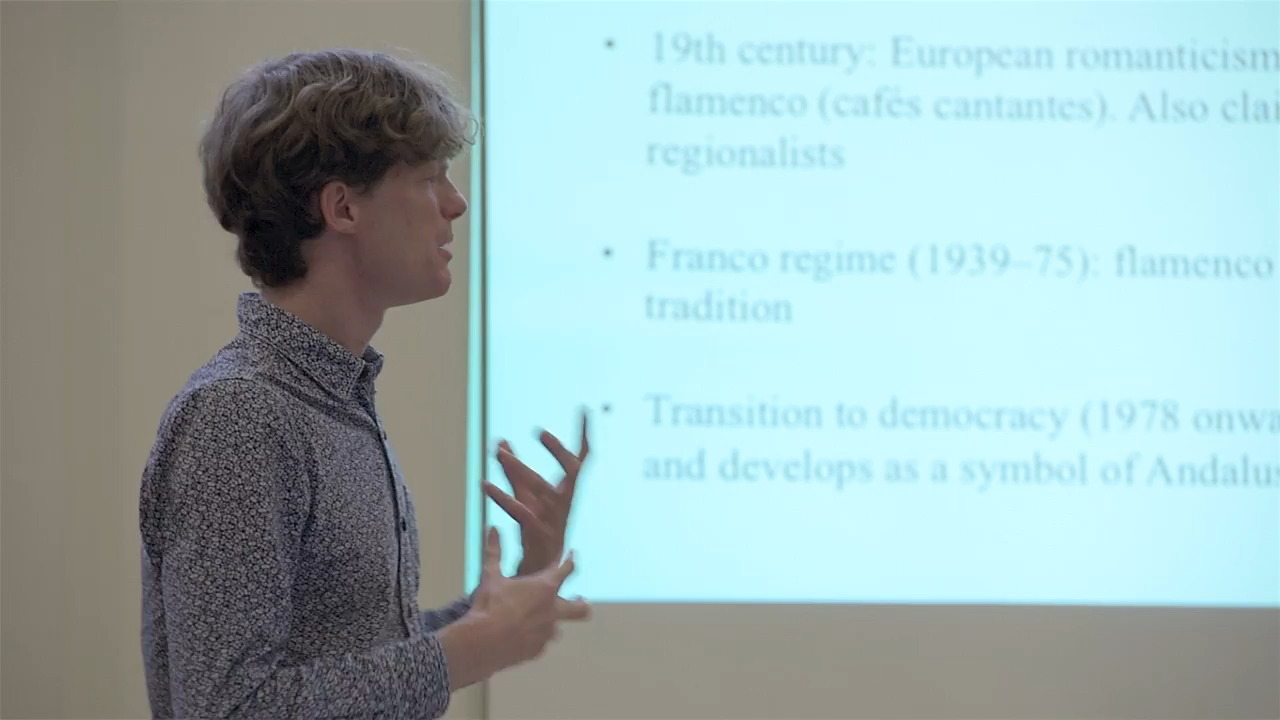 • 19th century: European romanticism
flamenco (cafés cantantes). Also clai
regionalists
• Franco regime (1939–75): flamenco
tradition
• Transition to democracy (1978 onwa
and develops as a symbol of Andalus